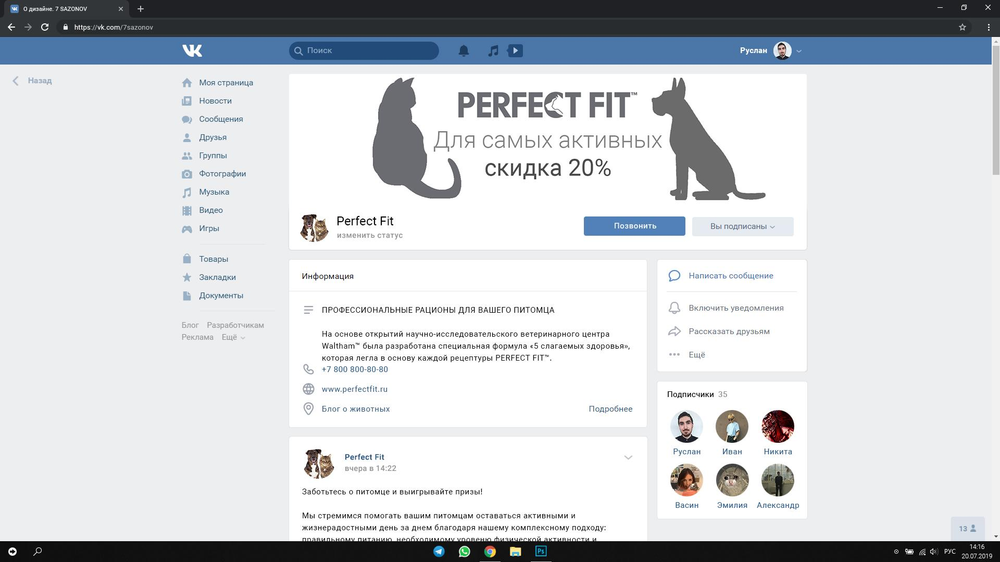 О дизайне. 7 SAZONOV
https://vk.com/7sazonov
Поиск
Руслан
Назад
Моя страница
Новости
Сообщения
Друзья
Группы
Фотографии
Музыка
Видео
Игры
Товары
Закладки
Документы
Блог Разработчикам
Реклама Ещё
PERFECT FIT™
Для самых активных
скидка 20%
Perfect Fit
изменить статус
Позвонить
Вы подписаны
Информация
ПРОФЕССИОНАЛЬНЫЕ РАЦИОНЫ ДЛЯ ВАШЕГО ПИТОМЦА
На основе открытий научно-исследовательского ветеринарного центра
Waltham™ была разработана специальная формула «5 слагаемых здоровья»,
которая легла в основу каждой рецептуры PERFECT FIT™.
+7 800 800-80-80
www.perfectfit.ru
Блог о животных
Подробнее
Perfect Fit
вчера в 14:22
Заботьтесь о питомце и выигрывайте призы!
Мы стремимся помогать вашим питомцам оставаться активными и
жизнерадостными день за днем благодаря нашему комплексному подходу:
правильному питанию, необходимому уровеню физической активности и
Написать сообщение
Включить уведомления
Рассказать друзьям
Ещё
Подписчики 35
Руслан Иван Никита
Васин Эмилия Александр
13
Ps
РУС
14:16
20.07.2019